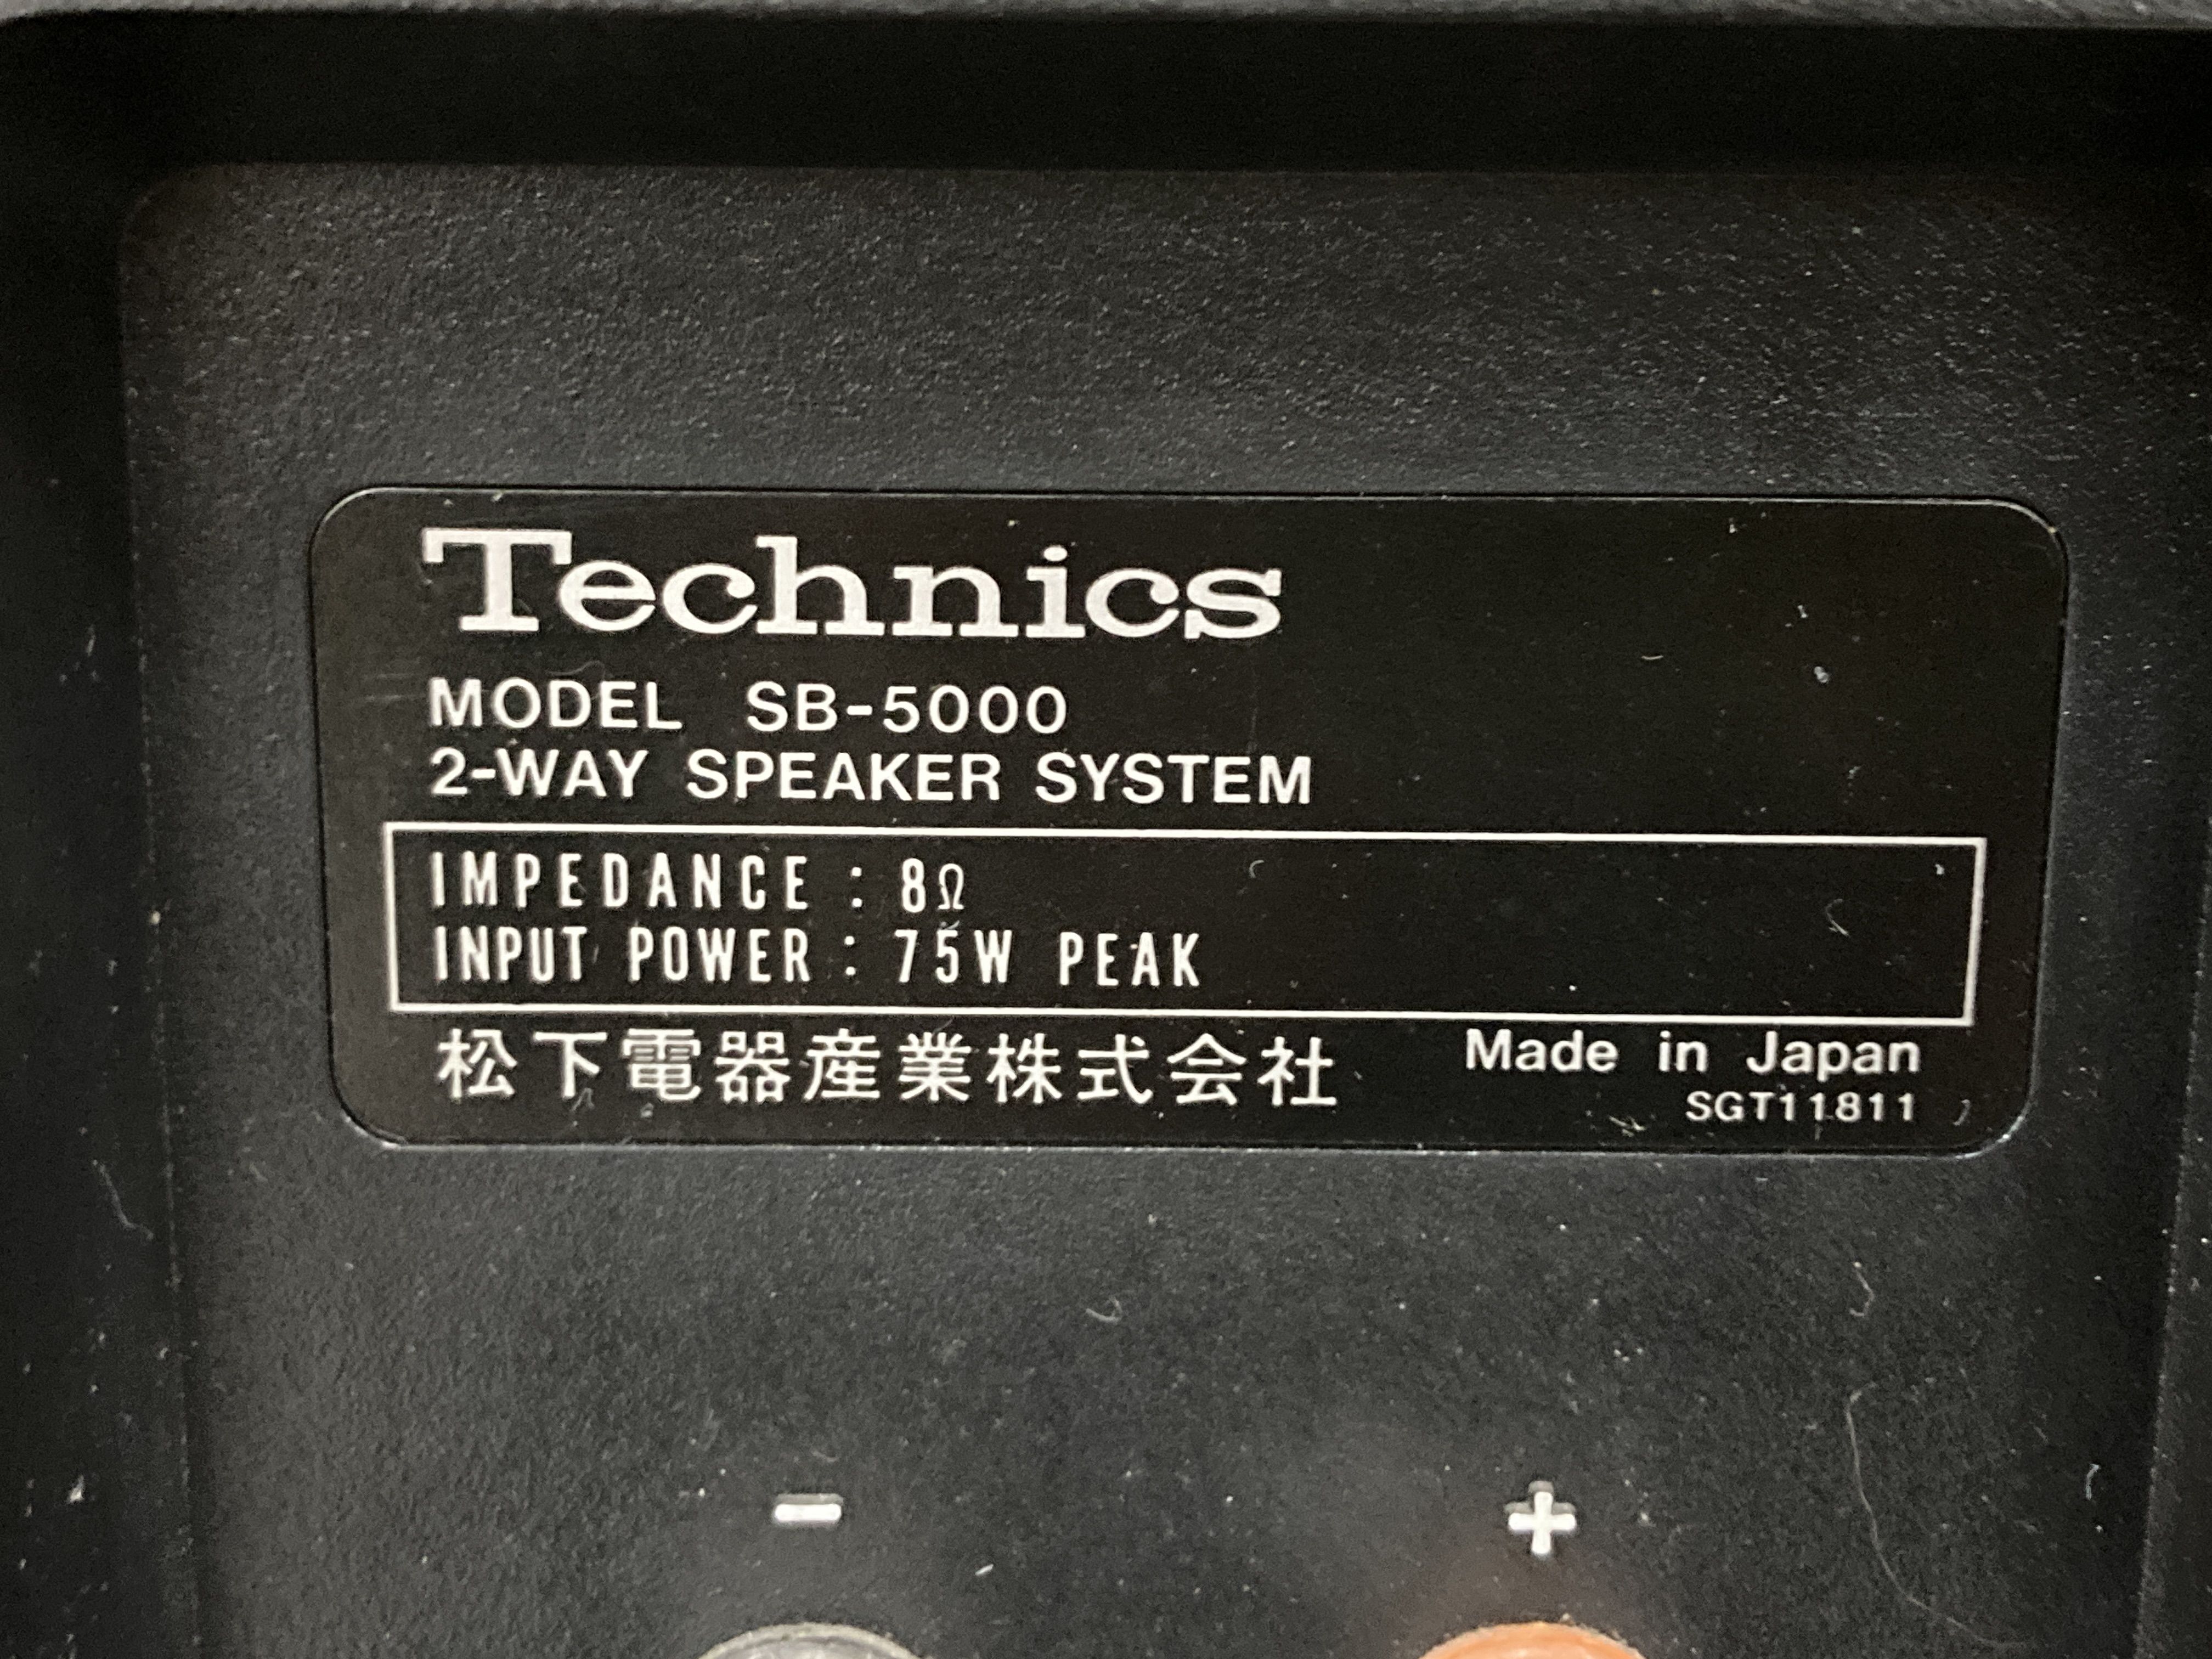 Technics
MODEL SB-5000
2-WAY SPEAKER SYSTEM
IMPEDANCE : 8Ω
INPUT POWER : 75W PEAK
松下電器産業株式会社 Made in Japan
SGT11811
- +